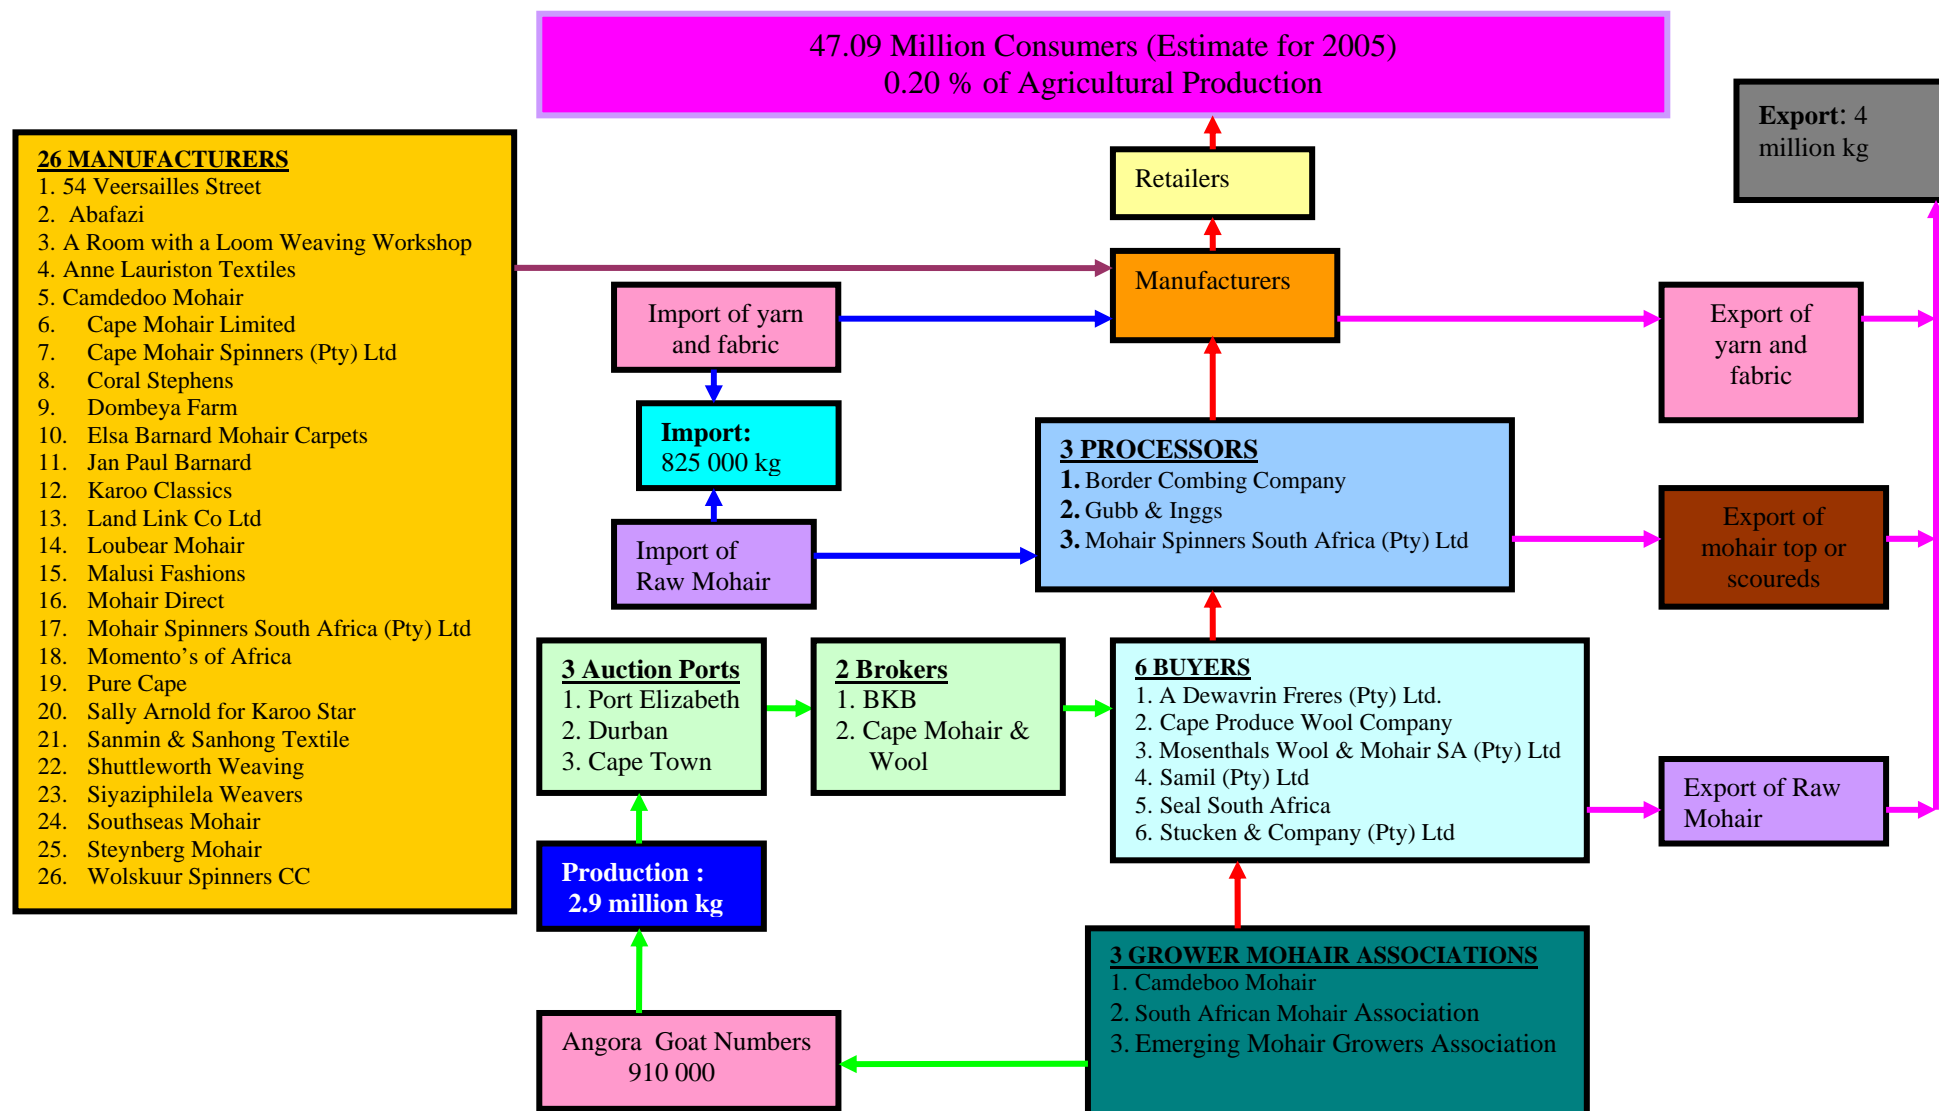 47.09 Million Consumers (Estimate for 2005)
0.20 % of Agricultural Production
Export: 4
million kg
26 MANUFACTURERS
1. 54 Veersailles Street
2. Abafazi
3. A Room with a Loom Weaving Workshop
4. Anne Lauriston Textiles
5. Camdedoo Mohair
6. Cape Mohair Limited
7. Cape Mohair Spinners (Pty) Ltd
8. Coral Stephens
9. Dombeya Farm
10. Elsa Barnard Mohair Carpets
11. Jan Paul Barnard
12. Karoo Classics
13. Land Link Co Ltd
14. Loubear Mohair
15. Malusi Fashions
16. Mohair Direct
17. Mohair Spinners South Africa (Pty) Ltd
18. Momento’s of Africa
19. Pure Cape
20. Sally Arnold for Karoo Star
21. Sanmin & Sanhong Textile
22. Shuttleworth Weaving
23. Siyaziphilela Weavers
24. Southseas Mohair
25. Steynberg Mohair
26. Wolskuur Spinners CC
Retailers
Manufacturers
Import of yarn
and fabric
Export of
yarn and
fabric
Import:
825 000 kg
3 PROCESSORS
1. Border Combing Company
2. Gubb & Inggs
3. Mohair Spinners South Africa (Pty) Ltd
Import of
Raw Mohair
Export of
mohair top or
scoureds
3 Auction Ports
1. Port Elizabeth
2. Durban
3. Cape Town
2 Brokers
1. BKB
2. Cape Mohair &
Wool
6 BUYERS
1. A Dewavrin Freres (Pty) Ltd.
2. Cape Produce Wool Company
3. Mosenthals Wool & Mohair SA (Pty) Ltd
4. Samil (Pty) Ltd
5. Seal South Africa
6. Stucken & Company (Pty) Ltd
Export of Raw
Mohair
Production :
2.9 million kg
3 GROWER MOHAIR ASSOCIATIONS
1. Camdeboo Mohair
2. South African Mohair Association
3. Emerging Mohair Growers Association
Angora Goat Numbers
910 000